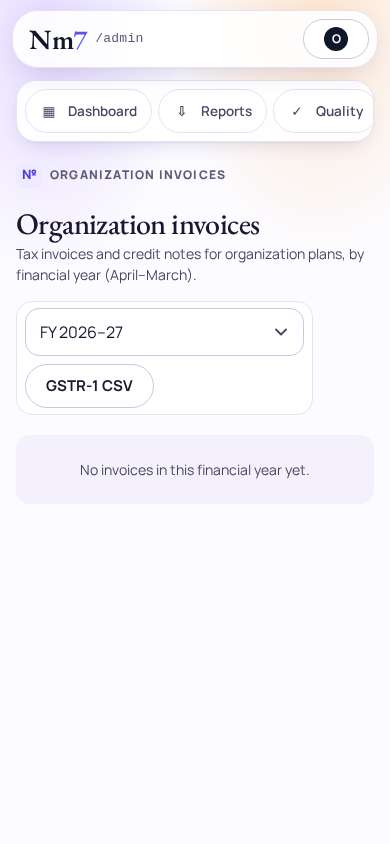 Nm7 /admin O
Dashboard Reports Quality
№ ORGANIZATION INVOICES
Organization invoices
Tax invoices and credit notes for organization plans, by
financial year (April–March).
FY 2026–27
GSTR-1 CSV
No invoices in this financial year yet.